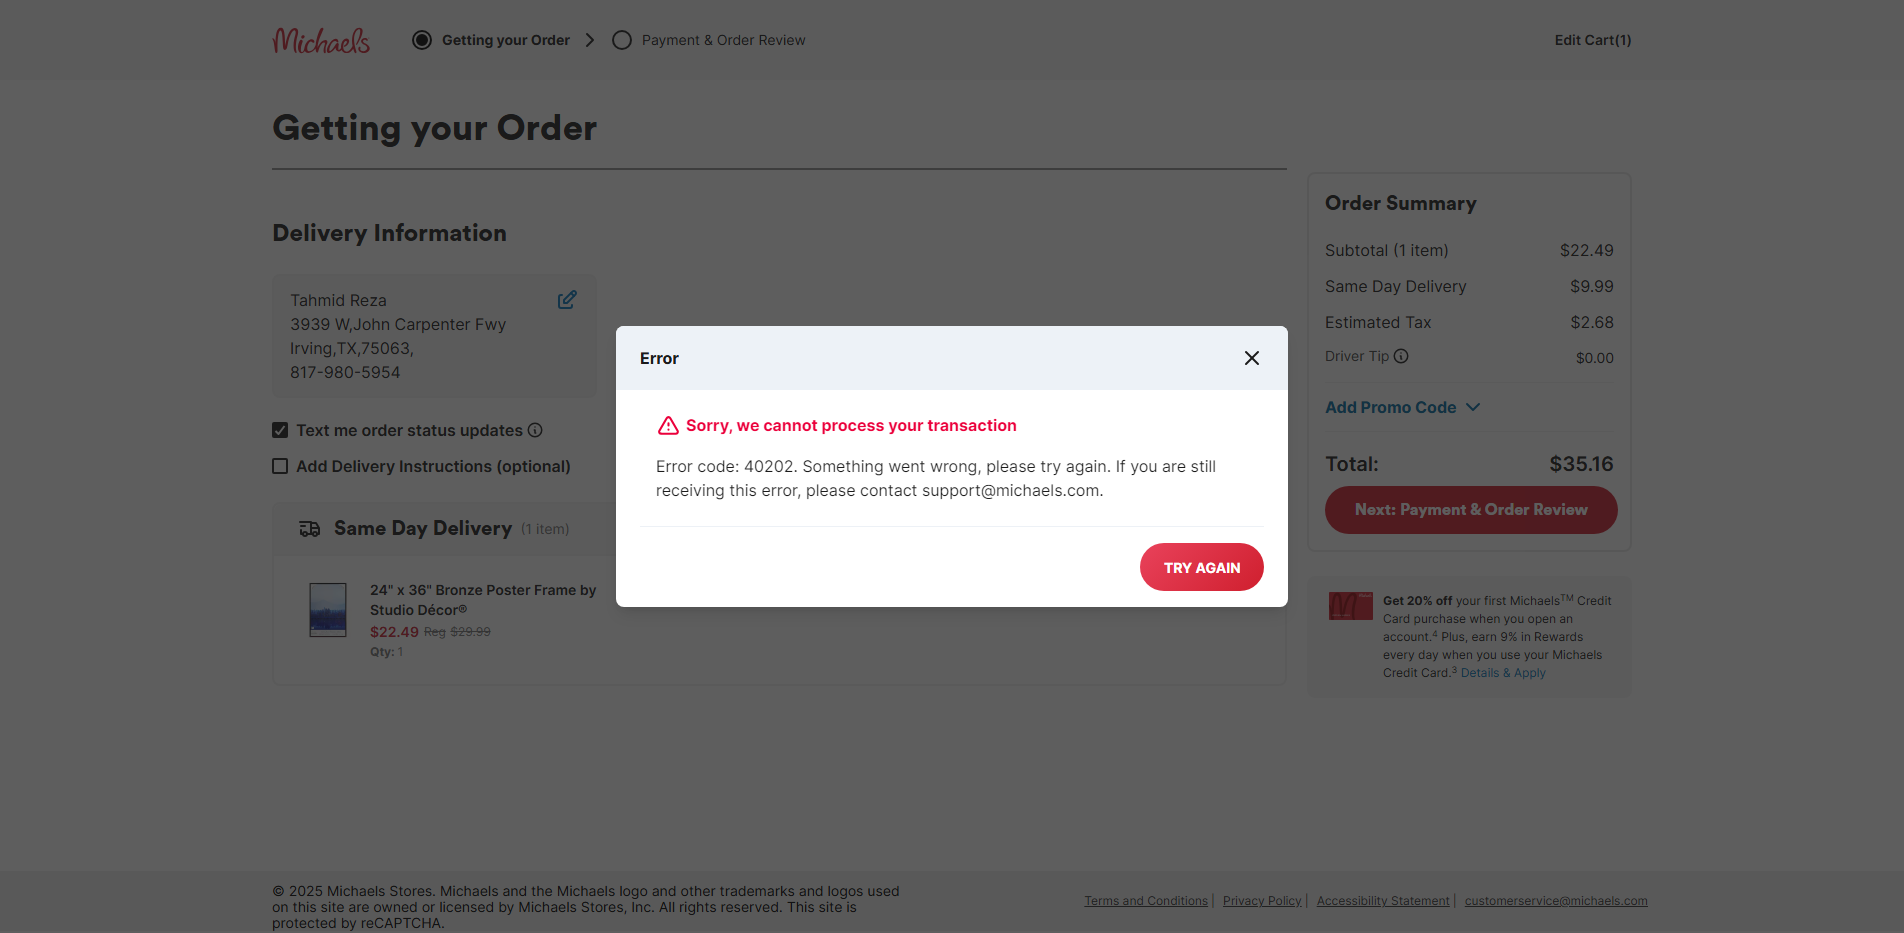 Michaels
Getting your Order
Payment & Order Review
Edit Cart(1)
Getting your Order
Delivery Information
Tahmid Reza
3939 W,John Carpenter Fwy
Irving,TX,75063,
817-980-5954
Text me order status updates
Add Delivery Instructions (optional)
Same Day Delivery (1 item)
24" x 36" Bronze Poster Frame by
Studio Décor®
$22.49 Reg $29.99
Qty: 1
Error
Sorry, we cannot process your transaction
Error code: 40202. Something went wrong, please try again. If you are still
receiving this error, please contact support@michaels.com.
TRY AGAIN
Order Summary
Subtotal (1 item) $22.49
Same Day Delivery $9.99
Estimated Tax $2.68
Driver Tip $0.00
Add Promo Code
Total: $35.16
Next: Payment & Order Review
Get 20% off your first Michaels™ Credit
Card purchase when you open an
account.⁴ Plus, earn 9% in Rewards
every day when you use your Michaels
Credit Card.³ Details & Apply
© 2025 Michaels Stores. Michaels and the Michaels logo and other trademarks and logos used
on this site are owned or licensed by Michaels Stores, Inc. All rights reserved. This site is
protected by reCAPTCHA.
Terms and Conditions | Privacy Policy | Accessibility Statement | customerservice@michaels.com